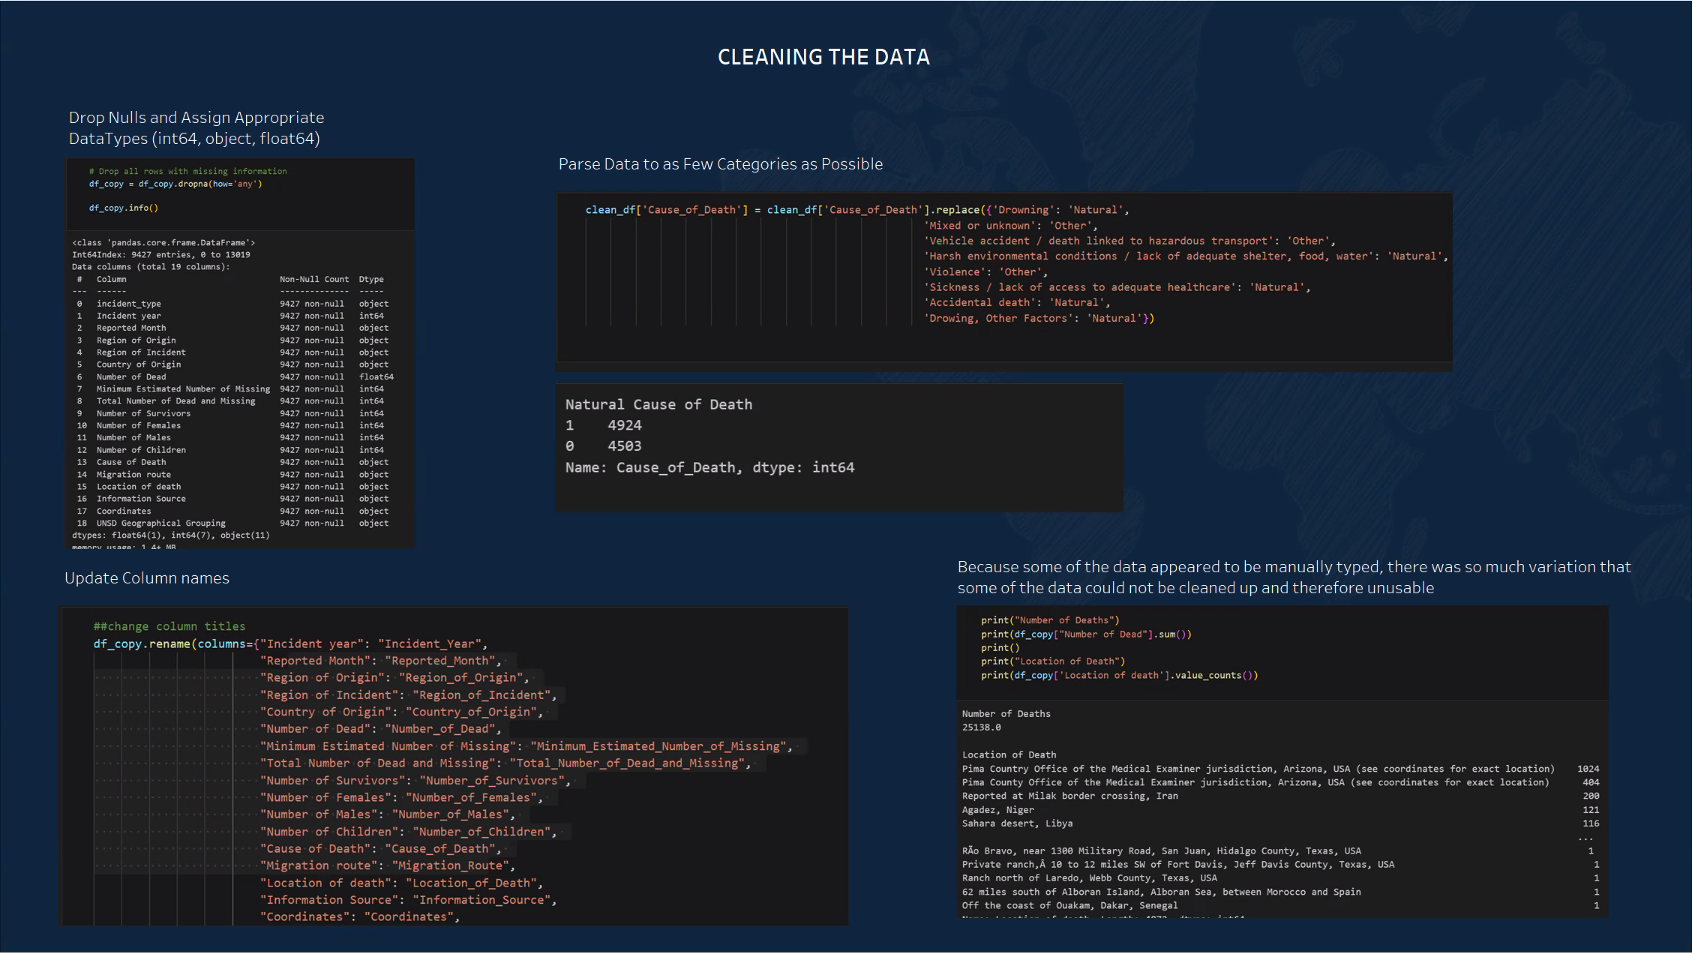 CLEANING THE DATA
Drop Nulls and Assign Appropriate
DataTypes (int64, object, float64)
# Drop all rows with missing information
df_copy = df_copy.dropna(how='any')
df_copy.info()
<class 'pandas.core.frame.DataFrame'>
Int64Index: 9427 entries, 0 to 13019
Data columns (total 19 columns):
# Column Non-Null Count Dtype
--- ------ -------------- -----
0 incident_type 9427 non-null object
1 Incident year 9427 non-null int64
2 Reported Month 9427 non-null object
3 Region of Origin 9427 non-null object
4 Region of Incident 9427 non-null object
5 Country of Origin 9427 non-null object
6 Number of Dead 9427 non-null float64
7 Minimum Estimated Number of Missing 9427 non-null int64
8 Total Number of Dead and Missing 9427 non-null int64
9 Number of Survivors 9427 non-null int64
10 Number of Females 9427 non-null int64
11 Number of Males 9427 non-null int64
12 Number of Children 9427 non-null int64
13 Cause of Death 9427 non-null object
14 Migration route 9427 non-null object
15 Location of death 9427 non-null object
16 Information Source 9427 non-null object
17 Coordinates 9427 non-null object
18 UNSD Geographical Grouping 9427 non-null object
dtypes: float64(1), int64(7), object(11)
memory usage: 1.4+ MB
Parse Data to as Few Categories as Possible
clean_df['Cause_of_Death'] = clean_df['Cause_of_Death'].replace({'Drowning': 'Natural',
'Mixed or unknown': 'Other',
'Vehicle accident / death linked to hazardous transport': 'Other',
'Harsh environmental conditions / lack of adequate shelter, food, water': 'Natural',
'Violence': 'Other',
'Sickness / lack of access to adequate healthcare': 'Natural',
'Accidental death': 'Natural',
'Drowing, Other Factors': 'Natural'})
Natural Cause of Death
1 4924
0 4503
Name: Cause_of_Death, dtype: int64
Update Column names
##change column titles
df_copy.rename(columns={"Incident year": "Incident_Year",
"Reported Month": "Reported_Month",
"Region of Origin": "Region_of_Origin",
"Region of Incident": "Region_of_Incident",
"Country of Origin": "Country_of_Origin",
"Number of Dead": "Number_of_Dead",
"Minimum Estimated Number of Missing": "Minimum_Estimated_Number_of_Missing",
"Total Number of Dead and Missing": "Total_Number_of_Dead_and_Missing",
"Number of Survivors": "Number_of_Survivors",
"Number of Females": "Number_of_Females",
"Number of Males": "Number_of_Males",
"Number of Children": "Number_of_Children",
"Cause of Death": "Cause_of_Death",
"Migration route": "Migration_Route",
"Location of death": "Location_of_Death",
"Information Source": "Information_Source",
"Coordinates": "Coordinates",
Because some of the data appeared to be manually typed, there was so much variation that
some of the data could not be cleaned up and therefore unusable
print("Number of Deaths")
print(df_copy["Number of Dead"].sum())
print()
print("Location of Death")
print(df_copy['Location of death'].value_counts())
Number of Deaths
25138.0
Location of Death
Pima Country Office of the Medical Examiner jurisdiction, Arizona, USA (see coordinates for exact location) 1024
Pima County Office of the Medical Examiner jurisdiction, Arizona, USA (see coordinates for exact location) 404
Reported at Milak border crossing, Iran 200
Agadez, Niger 121
Sahara desert, Libya 116
...
RÃo Bravo, near 1300 Military Road, San Juan, Hidalgo County, Texas, USA 1
Private ranch,Â 10 to 12 miles SW of Fort Davis, Jeff Davis County, Texas, USA 1
Ranch north of Laredo, Webb County, Texas, USA 1
62 miles south of Alboran Island, Alboran Sea, between Morocco and Spain 1
Off the coast of Ouakam, Dakar, Senegal 1